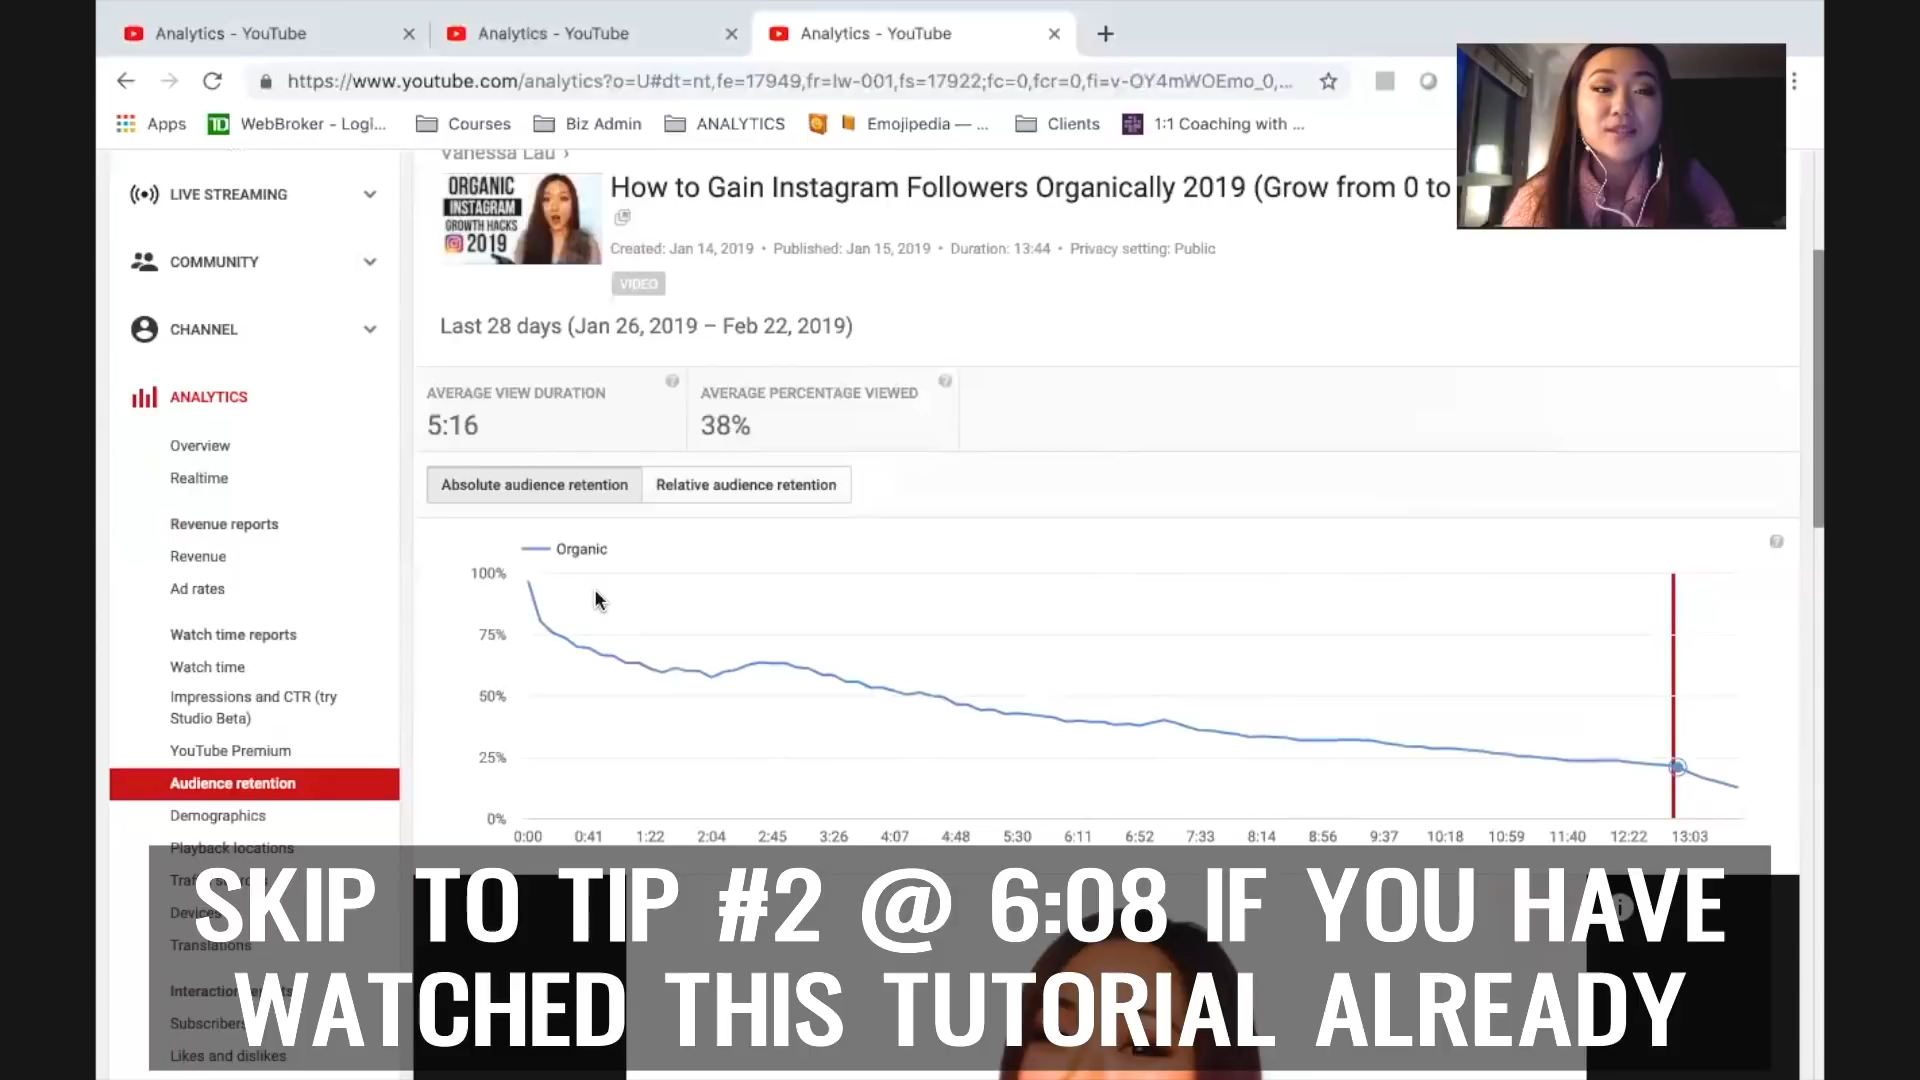 Analytics - YouTube
Analytics - YouTube
Analytics - YouTube
https://www.youtube.com/analytics?o=U#dt=nt,fe=17949,fr=lw-001,fs=17922;fc=0,fcr=0,fi=v-OY4mWOEmo_0,...
Apps
WebBroker - Logi...
Courses
Biz Admin
ANALYTICS
Emojipedia — ...
Clients
1:1 Coaching with ...
LIVE STREAMING
COMMUNITY
CHANNEL
ANALYTICS
Overview
Realtime
Revenue reports
Revenue
Ad rates
Watch time reports
Watch time
Impressions and CTR (try
Studio Beta)
YouTube Premium
Audience retention
Demographics
Playback locations
Devices
Translations
Subscribers
Likes and dislikes
Vanessa Lau ›
ORGANIC
INSTAGRAM
GROWTH HACKS
2019
How to Gain Instagram Followers Organically 2019 (Grow from 0 to
Created: Jan 14, 2019 • Published: Jan 15, 2019 • Duration: 13:44 • Privacy setting: Public
VIDEO
Last 28 days (Jan 26, 2019 – Feb 22, 2019)
AVERAGE VIEW DURATION
5:16
AVERAGE PERCENTAGE VIEWED
38%
Absolute audience retention
Relative audience retention
Organic
100%
75%
50%
25%
0%
0:00 0:41 1:22 2:04 2:45 3:26 4:07 4:48 5:30 6:11 6:52 7:33 8:14 8:56 9:37 10:18 10:59 11:40 12:22 13:03
SKIP TO TIP #2 @ 6:08 IF YOU HAVE
WATCHED THIS TUTORIAL ALREADY